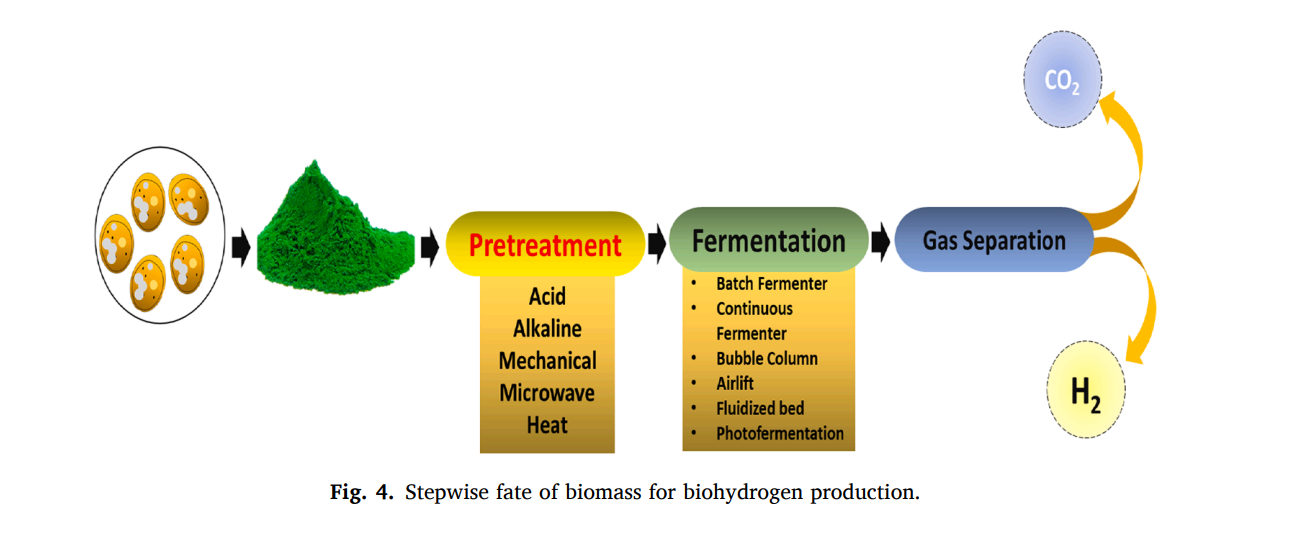 CO₂
Pretreatment
Fermentation
Gas Separation
Acid
Alkaline
Mechanical
Microwave
Heat
• Batch Fermenter
• Continuous
Fermenter
• Bubble Column
• Airlift
• Fluidized bed
• Photofermentation
H₂
Fig. 4. Stepwise fate of biomass for biohydrogen production.